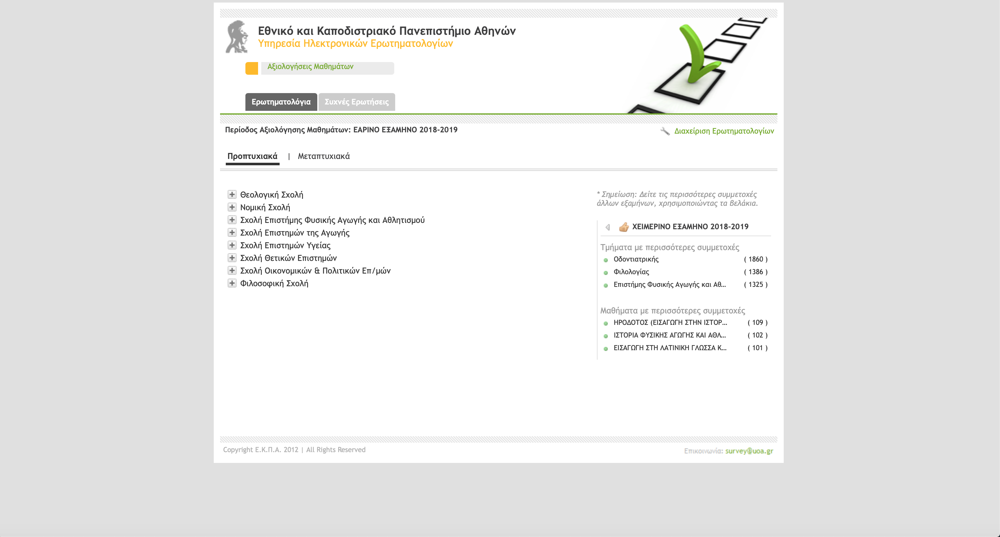 Εθνικό και Καποδιστριακό Πανεπιστήμιο Αθηνών
Υπηρεσία Ηλεκτρονικών Ερωτηματολογίων
Αξιολογήσεις Μαθημάτων
Ερωτηματολόγια
Συχνές Ερωτήσεις
Περίοδος Αξιολόγησης Μαθημάτων: ΕΑΡΙΝΟ ΕΞΑΜΗΝΟ 2018-2019
Διαχείριση Ερωτηματολογίων
Προπτυχιακά | Μεταπτυχιακά
Θεολογική Σχολή
Νομική Σχολή
Σχολή Επιστήμης Φυσικής Αγωγής και Αθλητισμού
Σχολή Επιστημών της Αγωγής
Σχολή Επιστημών Υγείας
Σχολή Θετικών Επιστημών
Σχολή Οικονομικών & Πολιτικών Επ/μών
Φιλοσοφική Σχολή
* Σημείωση: Δείτε τις περισσότερες συμμετοχές
άλλων εξαμήνων, χρησιμοποιώντας τα βελάκια.
ΧΕΙΜΕΡΙΝΟ ΕΞΑΜΗΝΟ 2018-2019
Τμήματα με περισσότερες συμμετοχές
Οδοντιατρικής ( 1860 )
Φιλολογίας ( 1386 )
Επιστήμης Φυσικής Αγωγής και Αθ... ( 1325 )
Μαθήματα με περισσότερες συμμετοχές
ΗΡΟΔΟΤΟΣ (ΕΙΣΑΓΩΓΗ ΣΤΗΝ ΙΣΤΟΡ... ( 109 )
ΙΣΤΟΡΙΑ ΦΥΣΙΚΗΣ ΑΓΩΓΗΣ ΚΑΙ ΑΘΛ... ( 102 )
ΕΙΣΑΓΩΓΗ ΣΤΗ ΛΑΤΙΝΙΚΗ ΓΛΩΣΣΑ Κ... ( 101 )
Copyright Ε.Κ.Π.Α. 2012 | All Rights Reserved
Επικοινωνία: survey@uoa.gr